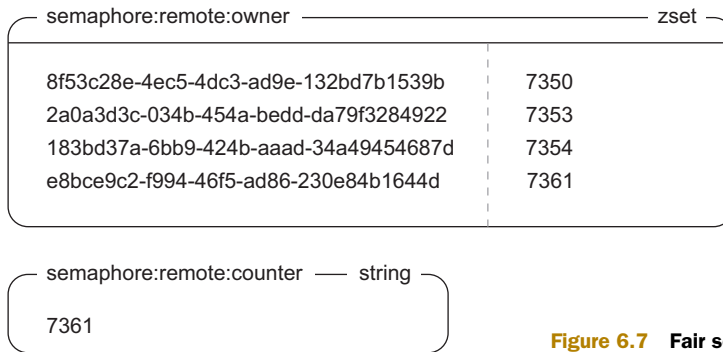 semaphore:remote:owner zset
8f53c28e-4ec5-4dc3-ad9e-132bd7b1539b 7350
2a0a3d3c-034b-454a-bedd-da79f3284922 7353
183bd37a-6bb9-424b-aaad-34a49454687d 7354
e8bce9c2-f994-46f5-ad86-230e84b1644d 7361
semaphore:remote:counter string
7361
Figure 6.7 Fair s